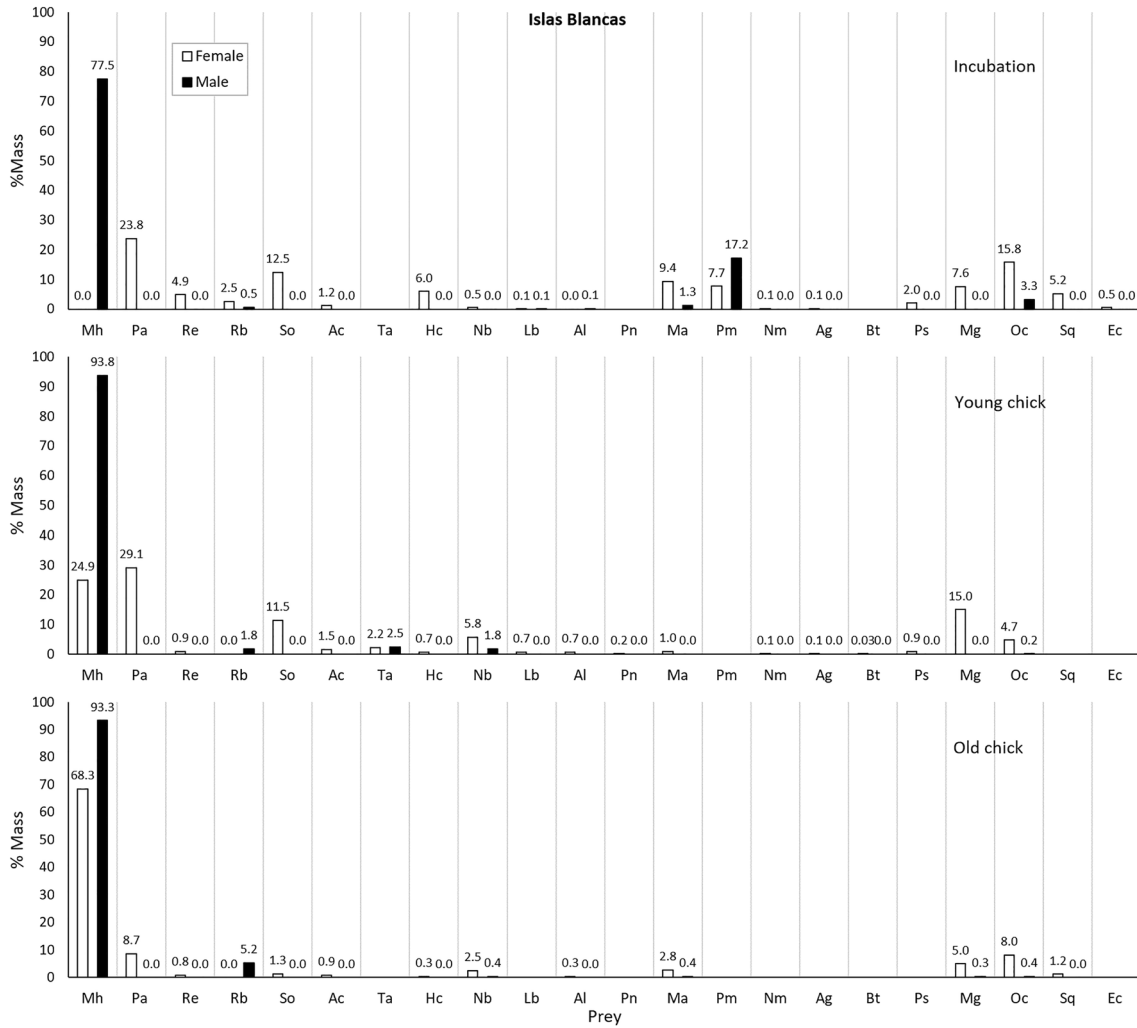 Islas Blancas
Female
Male
Incubation
%Mass
100
90
80
70
60
50
40
30
20
10
0
0.0 77.5 23.8 0.0 4.9 0.0 2.5 0.5 12.5 0.0 1.2 0.0 6.0 0.0 0.5 0.0 0.1 0.1 0.0 0.1 9.4 1.3 7.7 17.2 0.1 0.0 0.1 0.0 2.0 0.0 7.6 0.0 15.8 3.3 5.2 0.0 0.5 0.0
Mh Pa Re Rb So Ac Ta Hc Nb Lb Al Pn Ma Pm Nm Ag Bt Ps Mg Oc Sq Ec
Young chick
% Mass
100
90
80
70
60
50
40
30
20
10
0
24.9 93.8 29.1 0.0 0.9 0.0 0.0 1.8 11.5 0.0 1.5 0.0 2.2 2.5 0.7 0.0 5.8 1.8 0.7 0.0 0.7 0.0 0.2 0.0 1.0 0.0 0.1 0.0 0.1 0.0 0.03 0.0 0.9 0.0 15.0 0.0 4.7 0.2
Mh Pa Re Rb So Ac Ta Hc Nb Lb Al Pn Ma Pm Nm Ag Bt Ps Mg Oc Sq Ec
Old chick
% Mass
100
90
80
70
60
50
40
30
20
10
0
68.3 93.3 8.7 0.0 0.8 0.0 0.0 5.2 1.3 0.0 0.9 0.0 0.3 0.0 2.5 0.4 0.3 0.0 2.8 0.4 5.0 0.3 8.0 0.4 1.2 0.0
Mh Pa Re Rb So Ac Ta Hc Nb Lb Al Pn Ma Pm Nm Ag Bt Ps Mg Oc Sq Ec
Prey